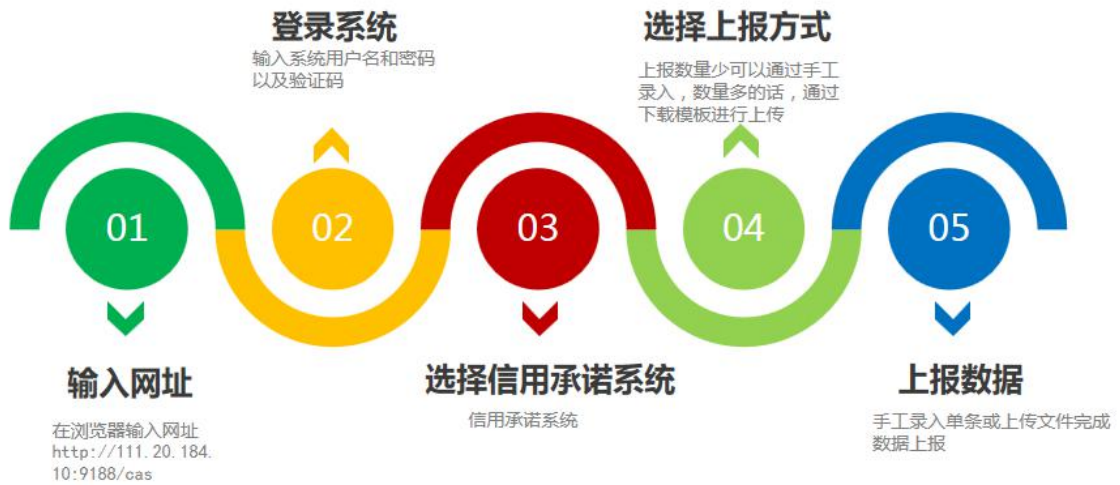 01
输入网址
在浏览器输入网址
http://111.20.184.
10:9188/cas
登录系统
输入系统用户名和密码
以及验证码
02
03
选择信用承诺系统
信用承诺系统
选择上报方式
上报数量少可以通过手工
录入，数量多的话，通过
下载模板进行上传
04
05
上报数据
手工录入单条或上传文件完成
数据上报